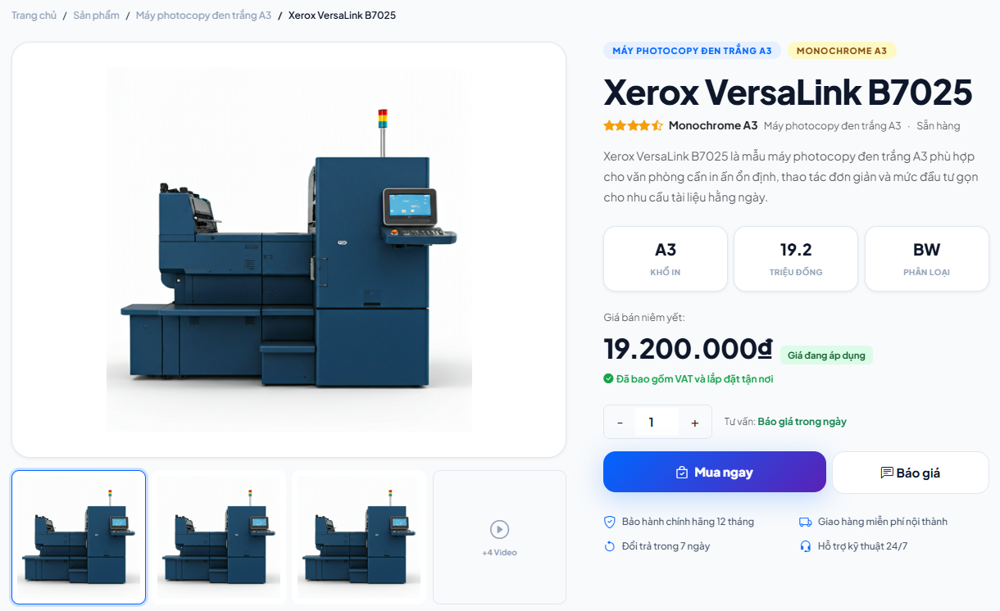 Trang chủ / Sản phẩm / Máy photocopy đen trắng A3 / Xerox VersaLink B7025
MÁY PHOTOCOPY ĐEN TRẮNG A3 MONOCHROME A3
Xerox VersaLink B7025
Monochrome A3 Máy photocopy đen trắng A3 · Sẵn hàng
Xerox VersaLink B7025 là mẫu máy photocopy đen trắng A3 phù hợp
cho văn phòng cần in ấn ổn định, thao tác đơn giản và mức đầu tư gọn
cho nhu cầu tài liệu hằng ngày.
A3 19.2 BW
KHỔ IN TRIỆU ĐỒNG PHÂN LOẠI
Giá bán niêm yết:
19.200.000₫ Giá đang áp dụng
Đã bao gồm VAT và lắp đặt tận nơi
- 1 + Tư vấn: Báo giá trong ngày
Mua ngay Báo giá
Bảo hành chính hãng 12 tháng Giao hàng miễn phí nội thành
Đổi trả trong 7 ngày Hỗ trợ kỹ thuật 24/7
+4 Video